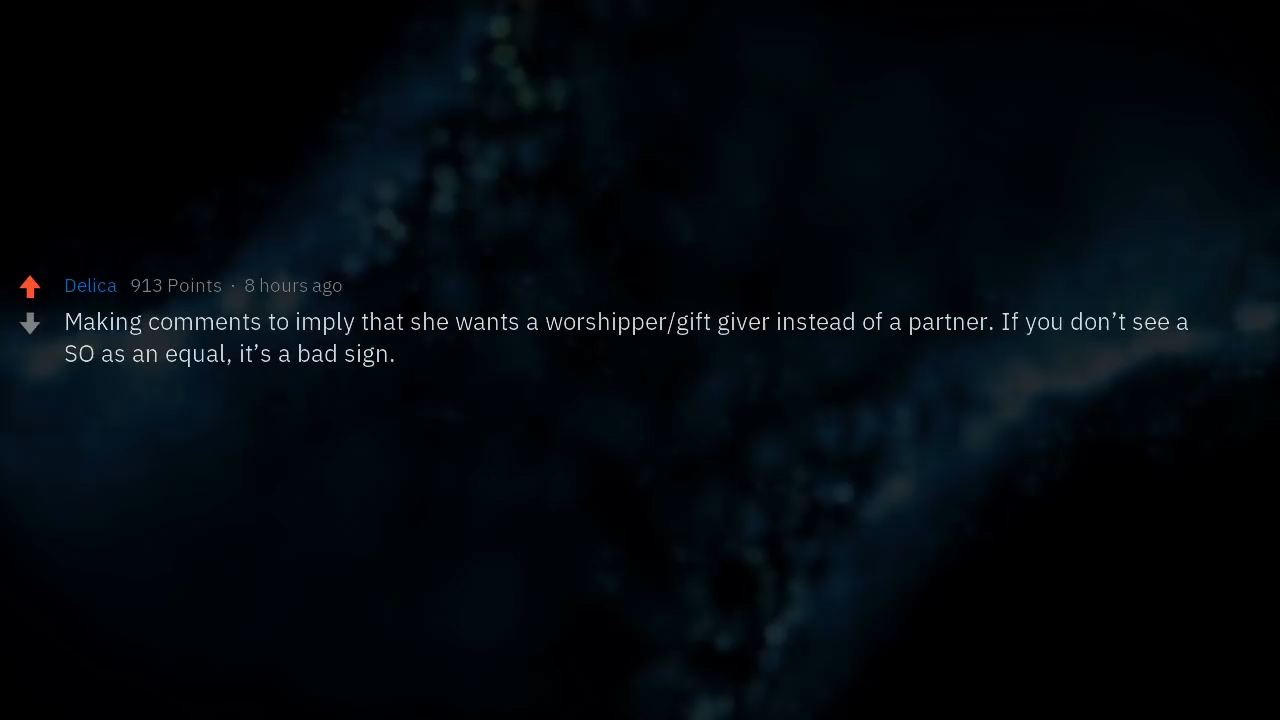 Delica 913 Points · 8 hours ago
Making comments to imply that she wants a worshipper/gift giver instead of a partner. If you don’t see a
SO as an equal, it’s a bad sign.